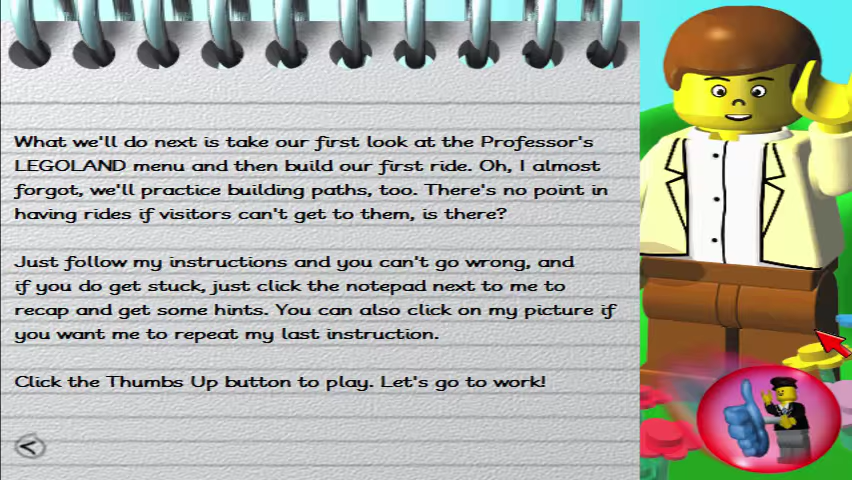 What we'll do next is take our first look at the Professor's
LEGOLAND menu and then build our first ride. Oh, I almost
forgot, we'll practice building paths, too. There's no point in
having rides if visitors can't get to them, is there?
Just follow my instructions and you can't go wrong, and
if you do get stuck, just click the notepad next to me to
recap and get some hints. You can also click on my picture if
you want me to repeat my last instruction.
Click the Thumbs Up button to play. Let's go to work!